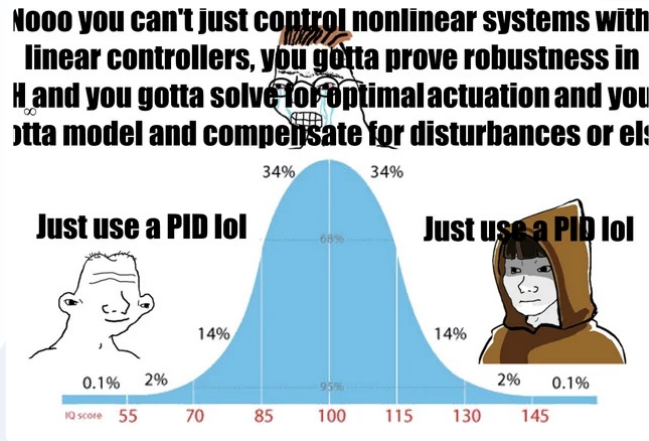 Nooo you can't just control nonlinear systems with
linear controllers, you gotta prove robustness in
H∞ and you gotta solve for optimal actuation and you
otta model and compensate for disturbances or els
34% 34%
Just use a PID lol
Just use a PID lol
68%
14% 14%
0.1% 2% 95% 2% 0.1%
IQ score 55 70 85 100 115 130 145